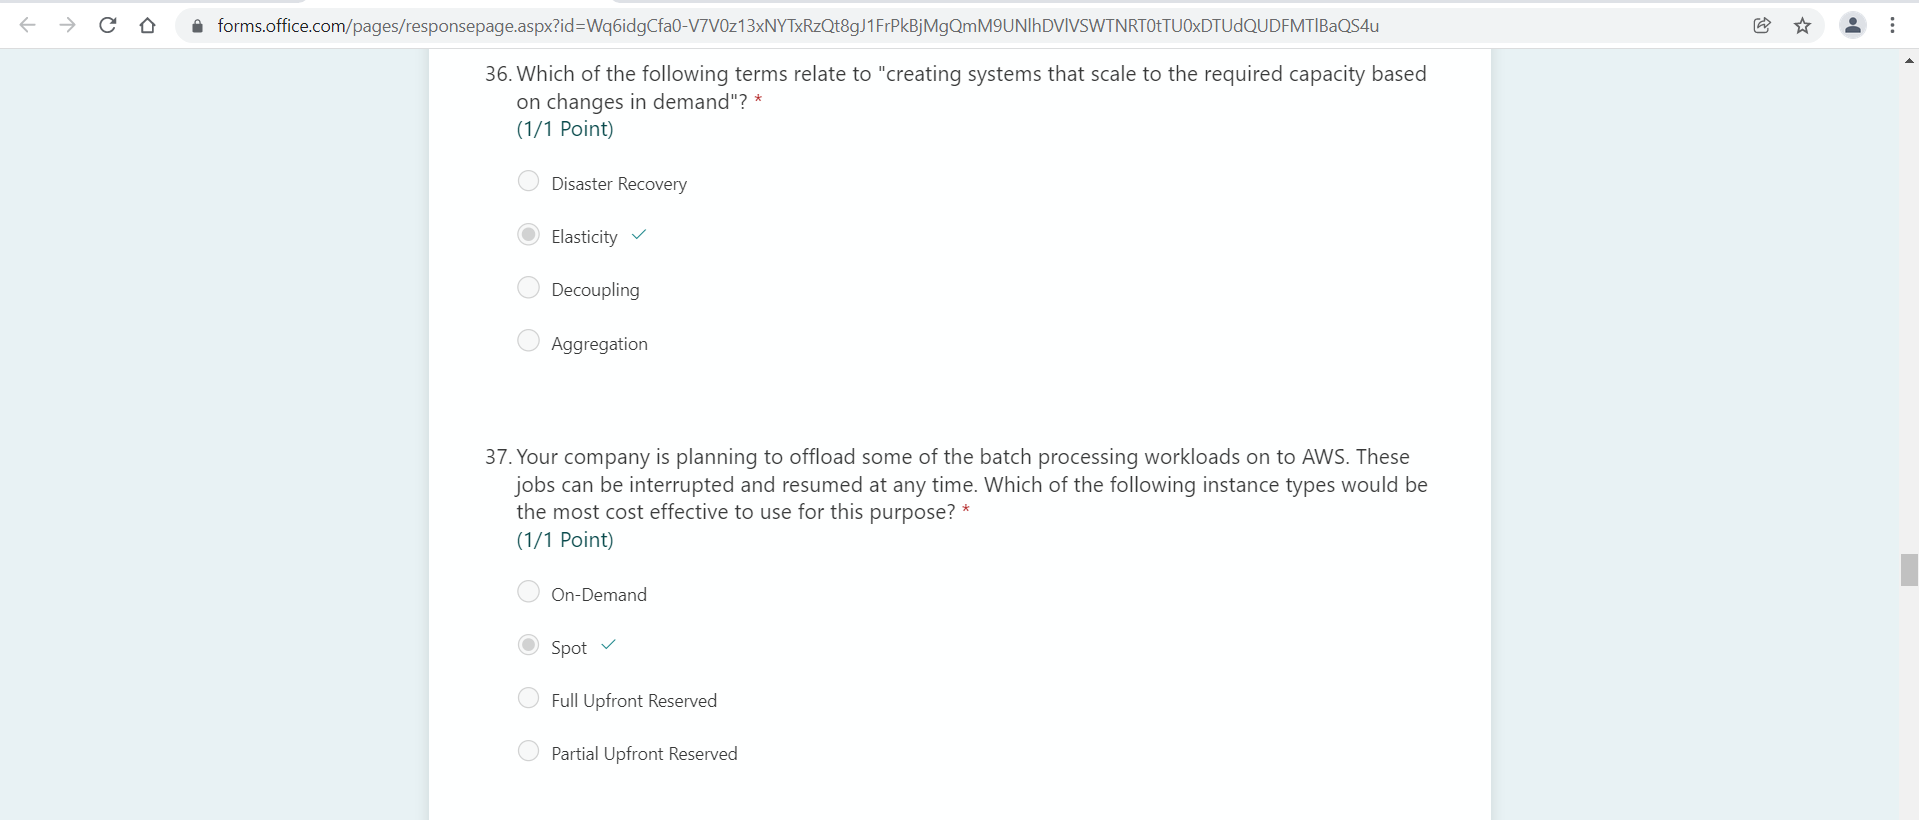 forms.office.com/pages/responsepage.aspx?id=Wq6idgCfa0-V7V0z13xNYTxRzQt8gJ1FrPkBjMgQmM9UNlhDVlVSWTNRT0tTU0xDTUdQUDFMTlBaQS4u
36. Which of the following terms relate to "creating systems that scale to the required capacity based
on changes in demand"? *
(1/1 Point)
Disaster Recovery
Elasticity
Decoupling
Aggregation
37. Your company is planning to offload some of the batch processing workloads on to AWS. These
jobs can be interrupted and resumed at any time. Which of the following instance types would be
the most cost effective to use for this purpose? *
(1/1 Point)
On-Demand
Spot
Full Upfront Reserved
Partial Upfront Reserved